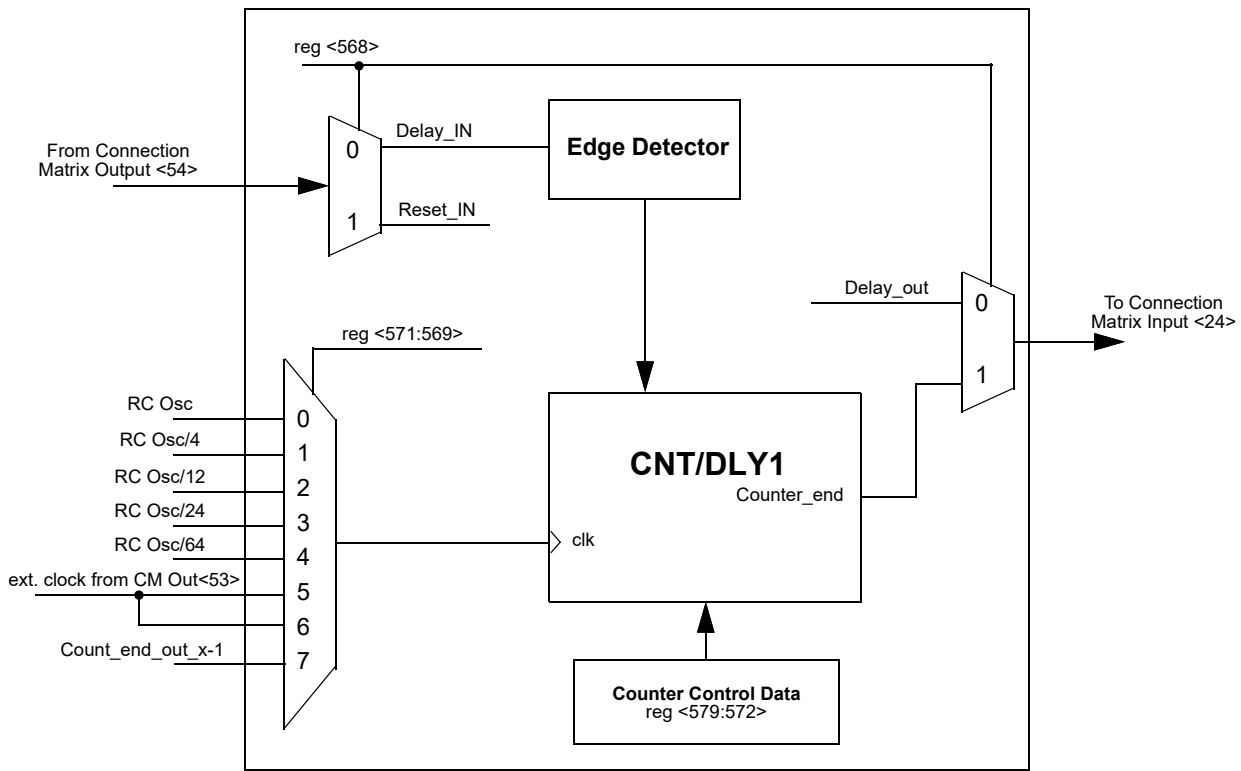 reg <568>
From Connection
Matrix Output <54>
0
1
Delay_IN
Reset_IN
Edge Detector
Delay_out
0
1
To Connection
Matrix Input <24>
reg <571:569>
RC Osc
RC Osc/4
RC Osc/12
RC Osc/24
RC Osc/64
ext. clock from CM Out<53>
Count_end_out_x-1
0
1
2
3
4
5
6
7
CNT/DLY1
Counter_end
clk
Counter Control Data
reg <579:572>